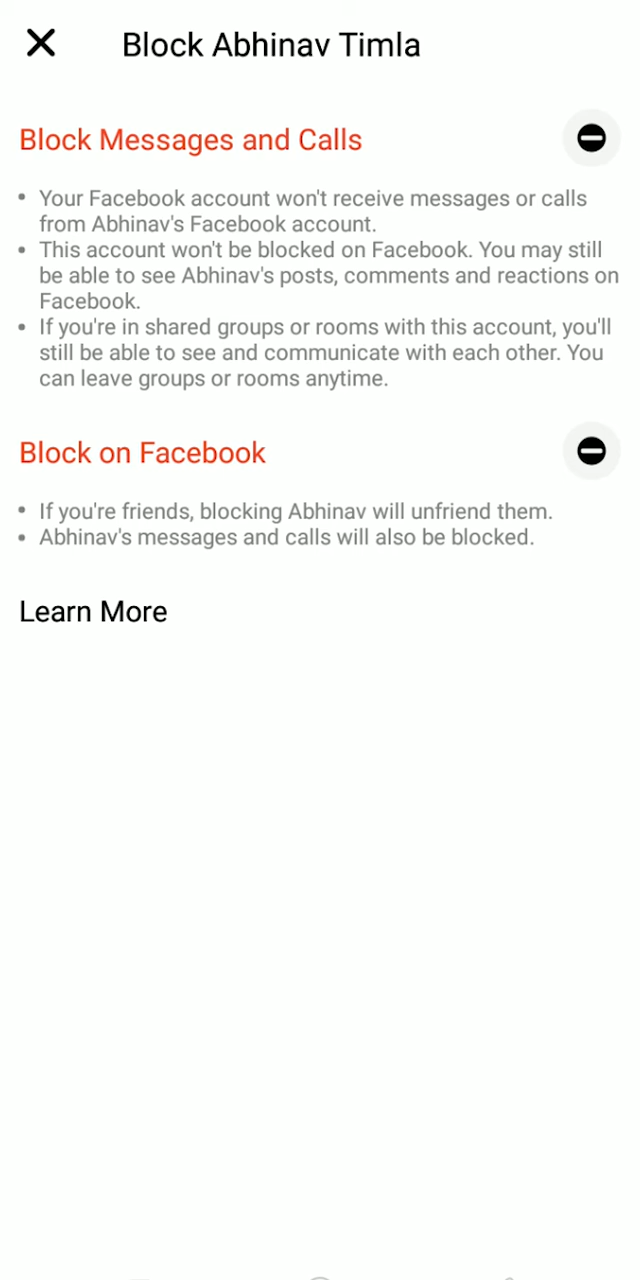 Block Abhinav Timla
Block Messages and Calls
• Your Facebook account won't receive messages or calls
from Abhinav's Facebook account.
• This account won't be blocked on Facebook. You may still
be able to see Abhinav's posts, comments and reactions on
Facebook.
• If you're in shared groups or rooms with this account, you'll
still be able to see and communicate with each other. You
can leave groups or rooms anytime.
Block on Facebook
• If you're friends, blocking Abhinav will unfriend them.
• Abhinav's messages and calls will also be blocked.
Learn More